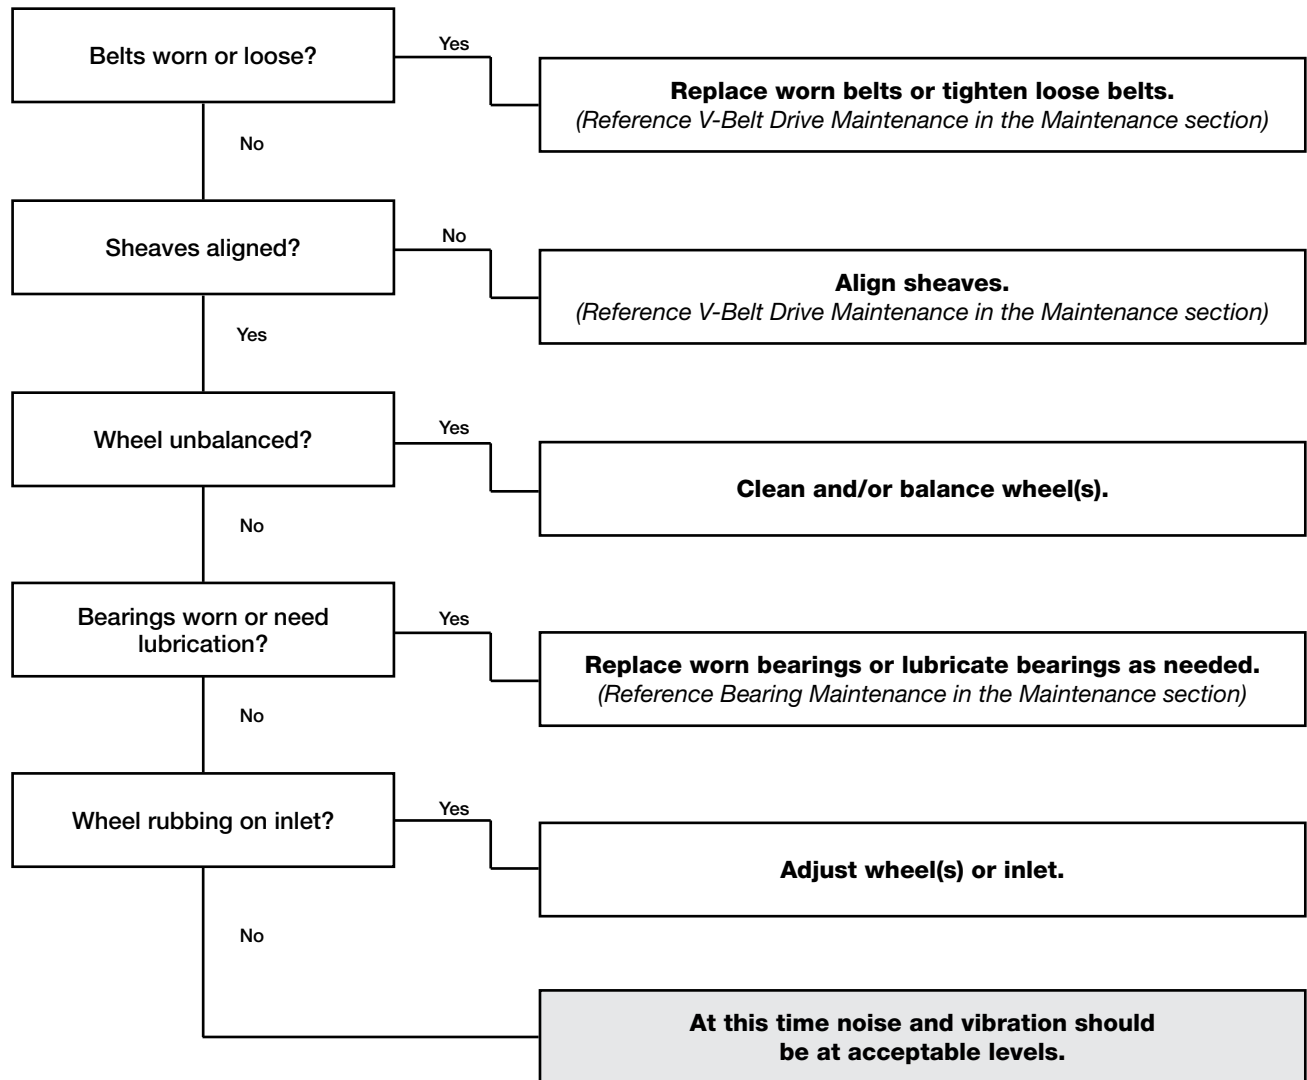 Belts worn or loose?
Yes
Replace worn belts or tighten loose belts.
(Reference V-Belt Drive Maintenance in the Maintenance section)
No
Sheaves aligned?
No
Align sheaves.
(Reference V-Belt Drive Maintenance in the Maintenance section)
Yes
Wheel unbalanced?
Yes
Clean and/or balance wheel(s).
No
Bearings worn or need
lubrication?
Yes
Replace worn bearings or lubricate bearings as needed.
(Reference Bearing Maintenance in the Maintenance section)
No
Wheel rubbing on inlet?
Yes
Adjust wheel(s) or inlet.
No
At this time noise and vibration should
be at acceptable levels.